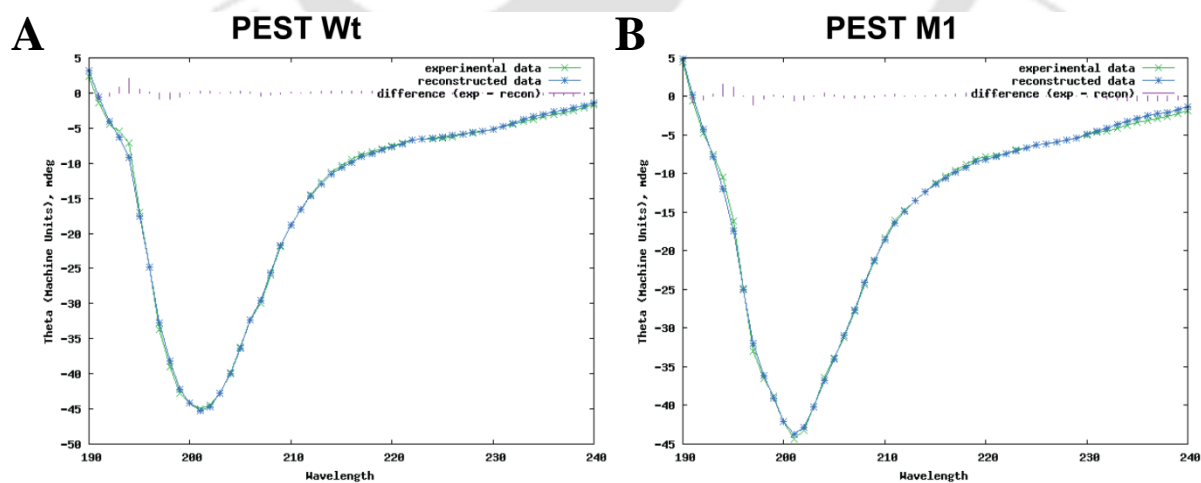 A
PEST Wt
B
PEST M1
experimental data
reconstructed data
difference (exp - recon)
Theta (Machine Units), mdeg
5
0
-5
-10
-15
-20
-25
-30
-35
-40
-45
-50
190
200
210
220
230
240
Wavelength
experimental data
reconstructed data
difference (exp - recon)
Theta (Machine Units), mdeg
5
0
-5
-10
-15
-20
-25
-30
-35
-40
-45
190
200
210
220
230
240
Wavelength